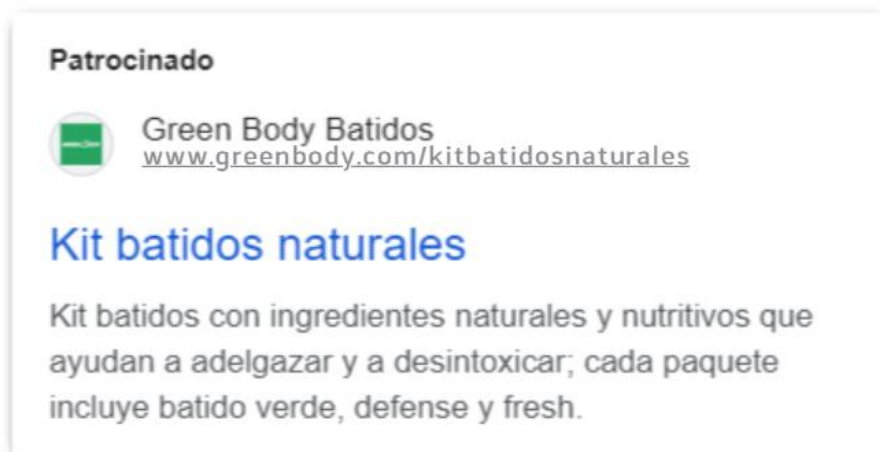 Patrocinado
Green Body Batidos
www.greenbody.com/kitbatidosnaturales
Kit batidos naturales
Kit batidos con ingredientes naturales y nutritivos que
ayudan a adelgazar y a desintoxicar; cada paquete
incluye batido verde, defense y fresh.